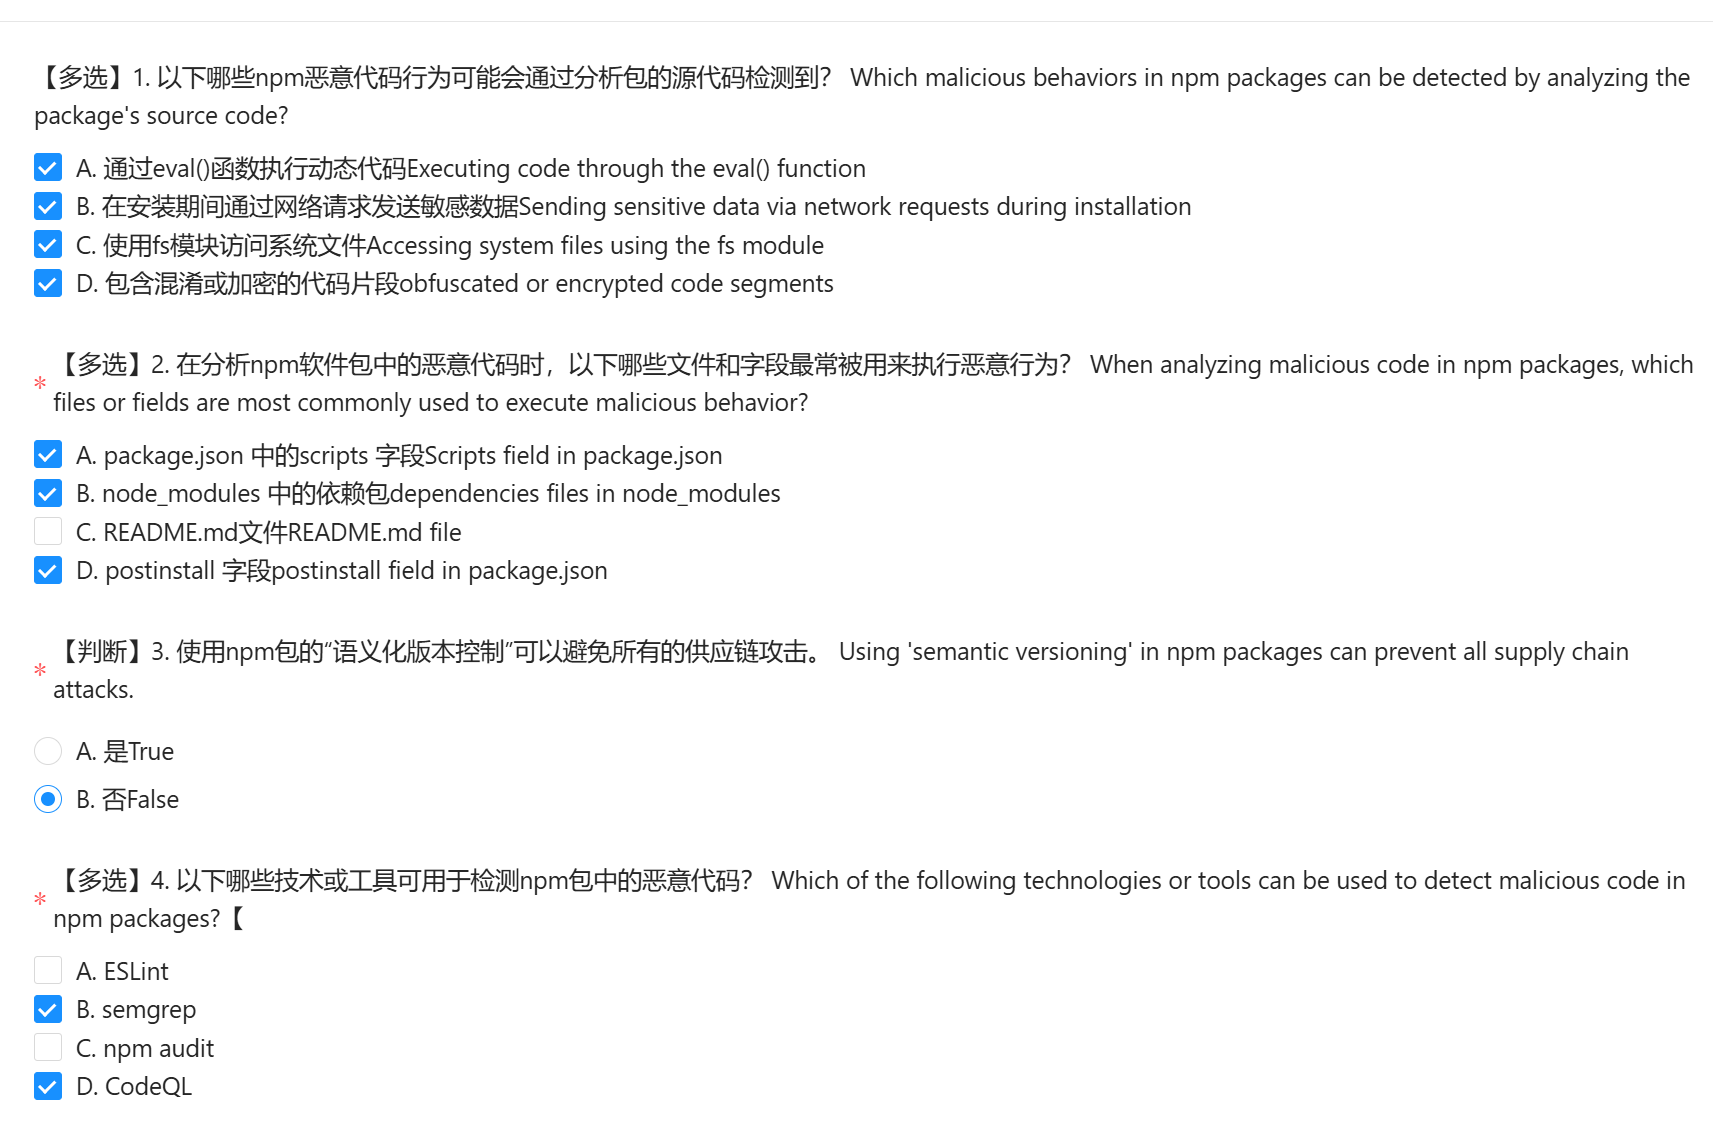 【多选】1. 以下哪些npm恶意代码行为可能会通过分析包的源代码检测到？ Which malicious behaviors in npm packages can be detected by analyzing the
package's source code?
A. 通过eval()函数执行动态代码Executing code through the eval() function
B. 在安装期间通过网络请求发送敏感数据Sending sensitive data via network requests during installation
C. 使用fs模块访问系统文件Accessing system files using the fs module
D. 包含混淆或加密的代码片段obfuscated or encrypted code segments
【多选】2. 在分析npm软件包中的恶意代码时，以下哪些文件和字段最常被用来执行恶意行为？ When analyzing malicious code in npm packages, which
* files or fields are most commonly used to execute malicious behavior?
A. package.json 中的scripts 字段Scripts field in package.json
B. node_modules 中的依赖包dependencies files in node_modules
C. README.md文件README.md file
D. postinstall 字段postinstall field in package.json
【判断】3. 使用npm包的“语义化版本控制”可以避免所有的供应链攻击。 Using 'semantic versioning' in npm packages can prevent all supply chain
* attacks.
A. 是True
B. 否False
【多选】4. 以下哪些技术或工具可用于检测npm包中的恶意代码？ Which of the following technologies or tools can be used to detect malicious code in
* npm packages?【
A. ESLint
B. semgrep
C. npm audit
D. CodeQL